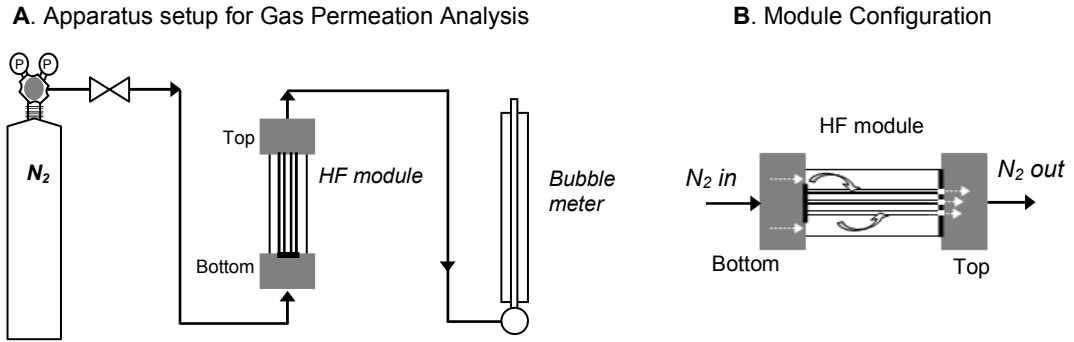 A. Apparatus setup for Gas Permeation Analysis
P P
N2
Top
HF module
Bottom
Bubble
meter
B. Module Configuration
HF module
N2 in
N2 out
Bottom
Top